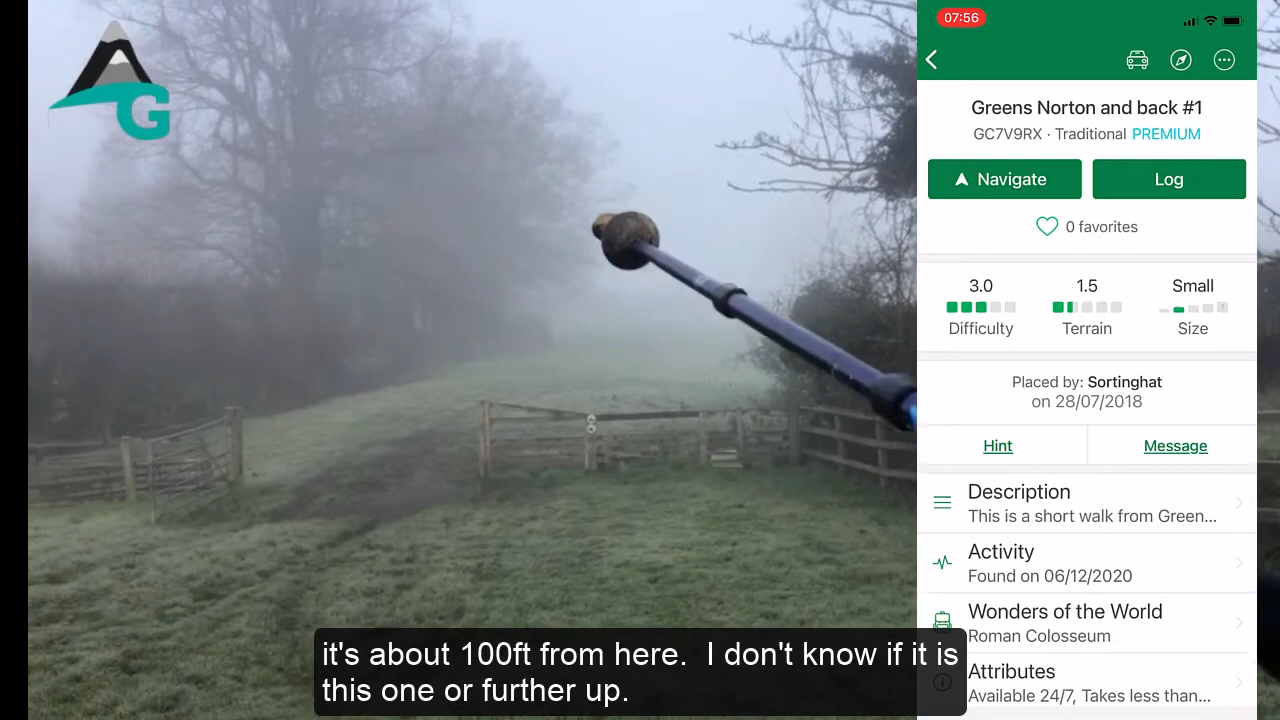 G
07:56
Greens Norton and back #1
GC7V9RX · Traditional PREMIUM
Navigate
Log
0 favorites
3.0
1.5
Small
?
Difficulty
Terrain
Size
Placed by: Sortinghat
on 28/07/2018
Hint
Message
Description
This is a short walk from Green...
Activity
Found on 06/12/2020
Wonders of the World
Roman Colosseum
Attributes
Available 24/7, Takes less than...
it's about 100ft from here. I don't know if it is
this one or further up.